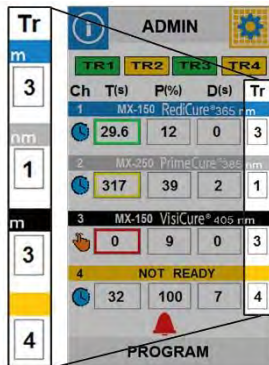 Tr
m
3
nm
1
m
3
4
ADMIN
TR1 TR2 TR3 TR4
Ch T(s) P(%) D(s) Tr
1 MX-150 RediCure® 365 nm
29.6 12 0 3
2 MX-250 PrimeCure® 385 nm
317 39 2 1
3 MX-150 VisiCure® 405 nm
0 9 0 3
4 NOT READY
32 100 7 4
PROGRAM